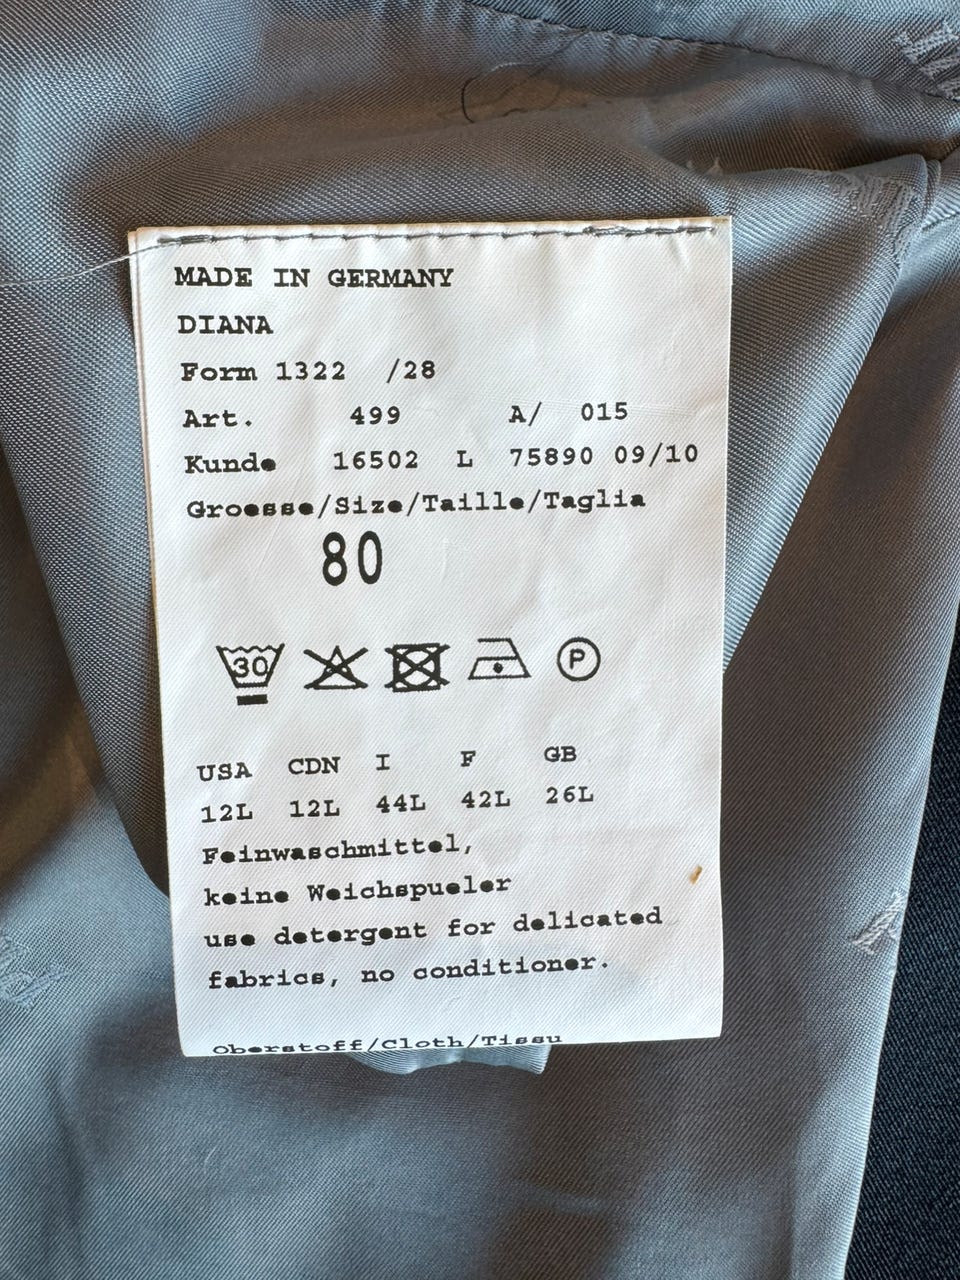 MADE IN GERMANY
DIANA
Form 1322 /28
Art. 499 A/ 015
Kunde 16502 L 75890 09/10
Groesse/Size/Taille/Taglia
80
30 P
USA CDN I F GB
12L 12L 44L 42L 26L
Feinwaschmittel,
keine Weichspueler
use detergent for delicated
fabrics, no conditioner.
Oberstoff/Cloth/Tissu